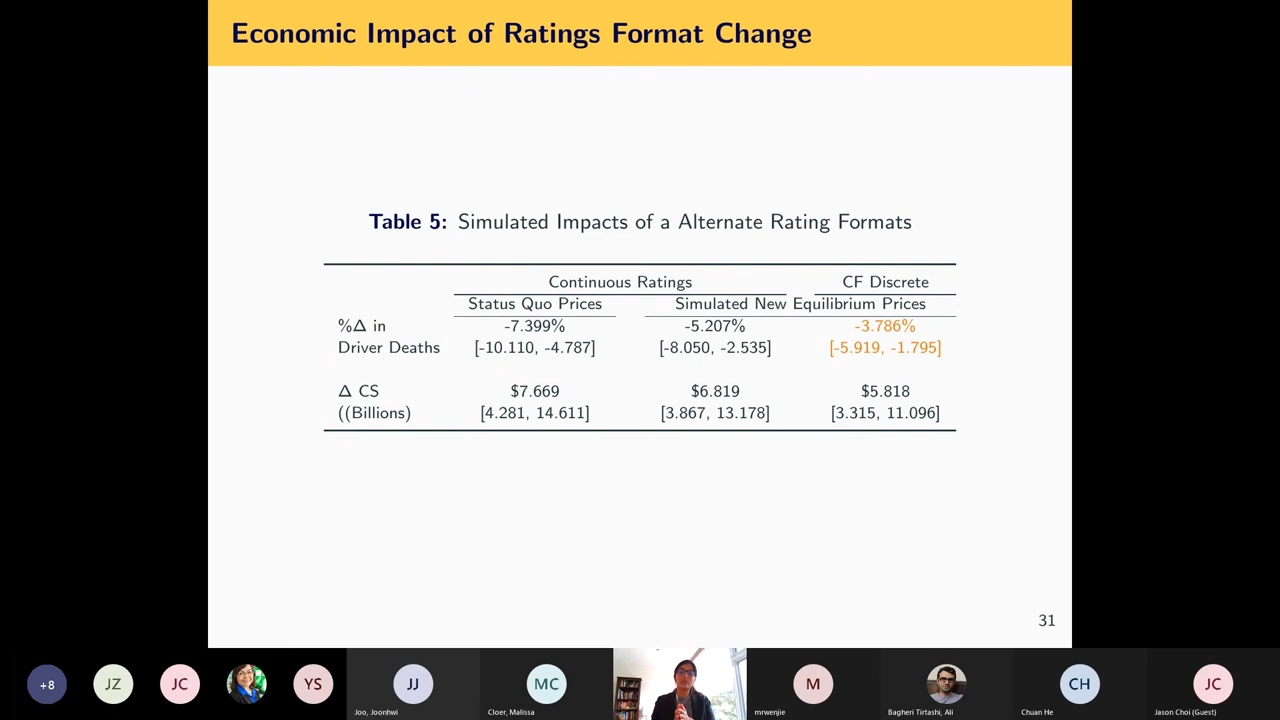 Economic Impact of Ratings Format Change
Table 5: Simulated Impacts of a Alternate Rating Formats
Continuous Ratings CF Discrete
Status Quo Prices Simulated New Equilibrium Prices
%Δ in -7.399% -5.207% -3.786%
Driver Deaths [-10.110, -4.787] [-8.050, -2.535] [-5.919, -1.795]
Δ CS $7.669 $6.819 $5.818
((Billions) [4.281, 14.611] [3.867, 13.178] [3.315, 11.096]
31
+8 JZ JC YS JJ MC M CH JC
Joo, Joonhwi Cloer, Malissa mrwenjie Bagheri Tirtashi, Ali Chuan He Jason Choi (Guest)